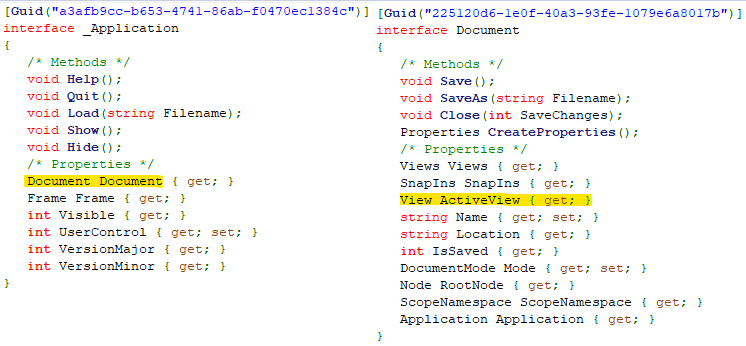 [Guid("a3afb9cc-b653-4741-86ab-f0470ec1384c")]
interface _Application
{
/* Methods */
void Help();
void Quit();
void Load(string Filename);
void Show();
void Hide();
/* Properties */
Document Document { get; }
Frame Frame { get; }
int Visible { get; }
int UserControl { get; set; }
int VersionMajor { get; }
int VersionMinor { get; }
}
[Guid("225120d6-1e0f-40a3-93fe-1079e6a8017b")]
interface Document
{
/* Methods */
void Save();
void SaveAs(string Filename);
void Close(int SaveChanges);
Properties CreateProperties();
/* Properties */
Views Views { get; }
SnapIns SnapIns { get; }
View ActiveView { get; }
string Name { get; set; }
string Location { get; }
int IsSaved { get; }
DocumentMode Mode { get; set; }
Node RootNode { get; }
ScopeNamespace ScopeNamespace { get; }
Application Application { get; }
}